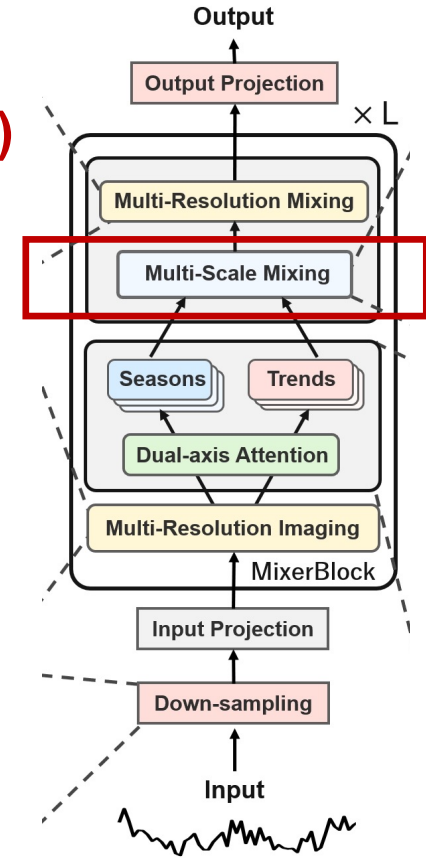 Output
Output Projection
× L
)
Multi-Resolution Mixing
Multi-Scale Mixing
Seasons
Trends
Dual-axis Attention
Multi-Resolution Imaging
MixerBlock
Input Projection
Down-sampling
Input